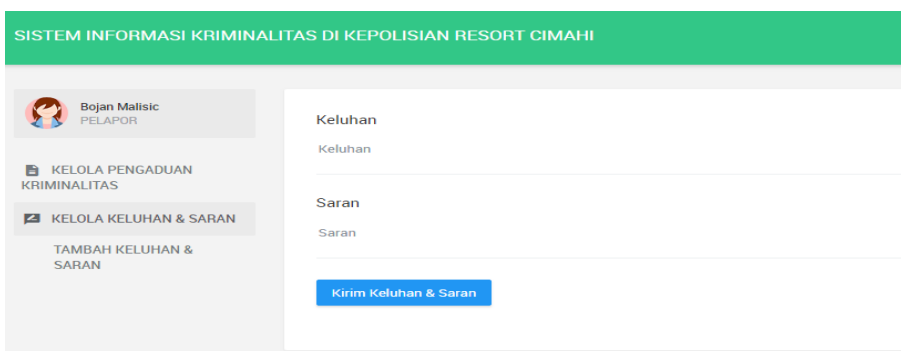 SISTEM INFORMASI KRIMINALITAS DI KEPOLISIAN RESORT CIMAHI
Bojan Malisic
PELAPOR
KELOLA PENGADUAN
KRIMINALITAS
KELOLA KELUHAN & SARAN
TAMBAH KELUHAN &
SARAN
Keluhan
Keluhan
Saran
Saran
Kirim Keluhan & Saran